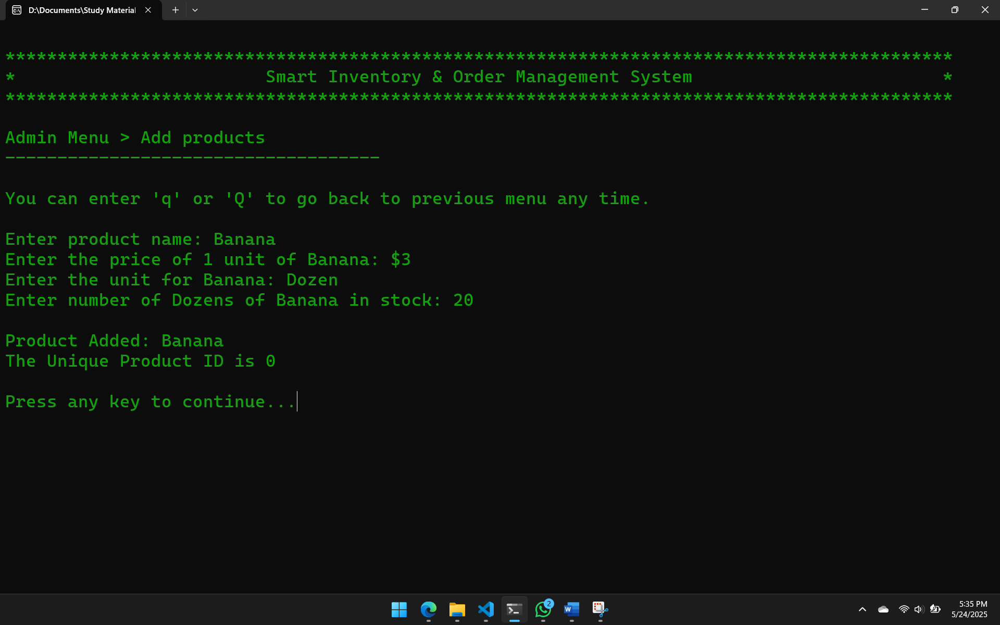 D:\Documents\Study Material
*******************************************************************************************
*                        Smart Inventory & Order Management System                        *
*******************************************************************************************
Admin Menu > Add products
------------------------------------
You can enter 'q' or 'Q' to go back to previous menu any time.
Enter product name: Banana
Enter the price of 1 unit of Banana: $3
Enter the unit for Banana: Dozen
Enter number of Dozens of Banana in stock: 20
Product Added: Banana
The Unique Product ID is 0
Press any key to continue...
2
5:35 PM
5/24/2025